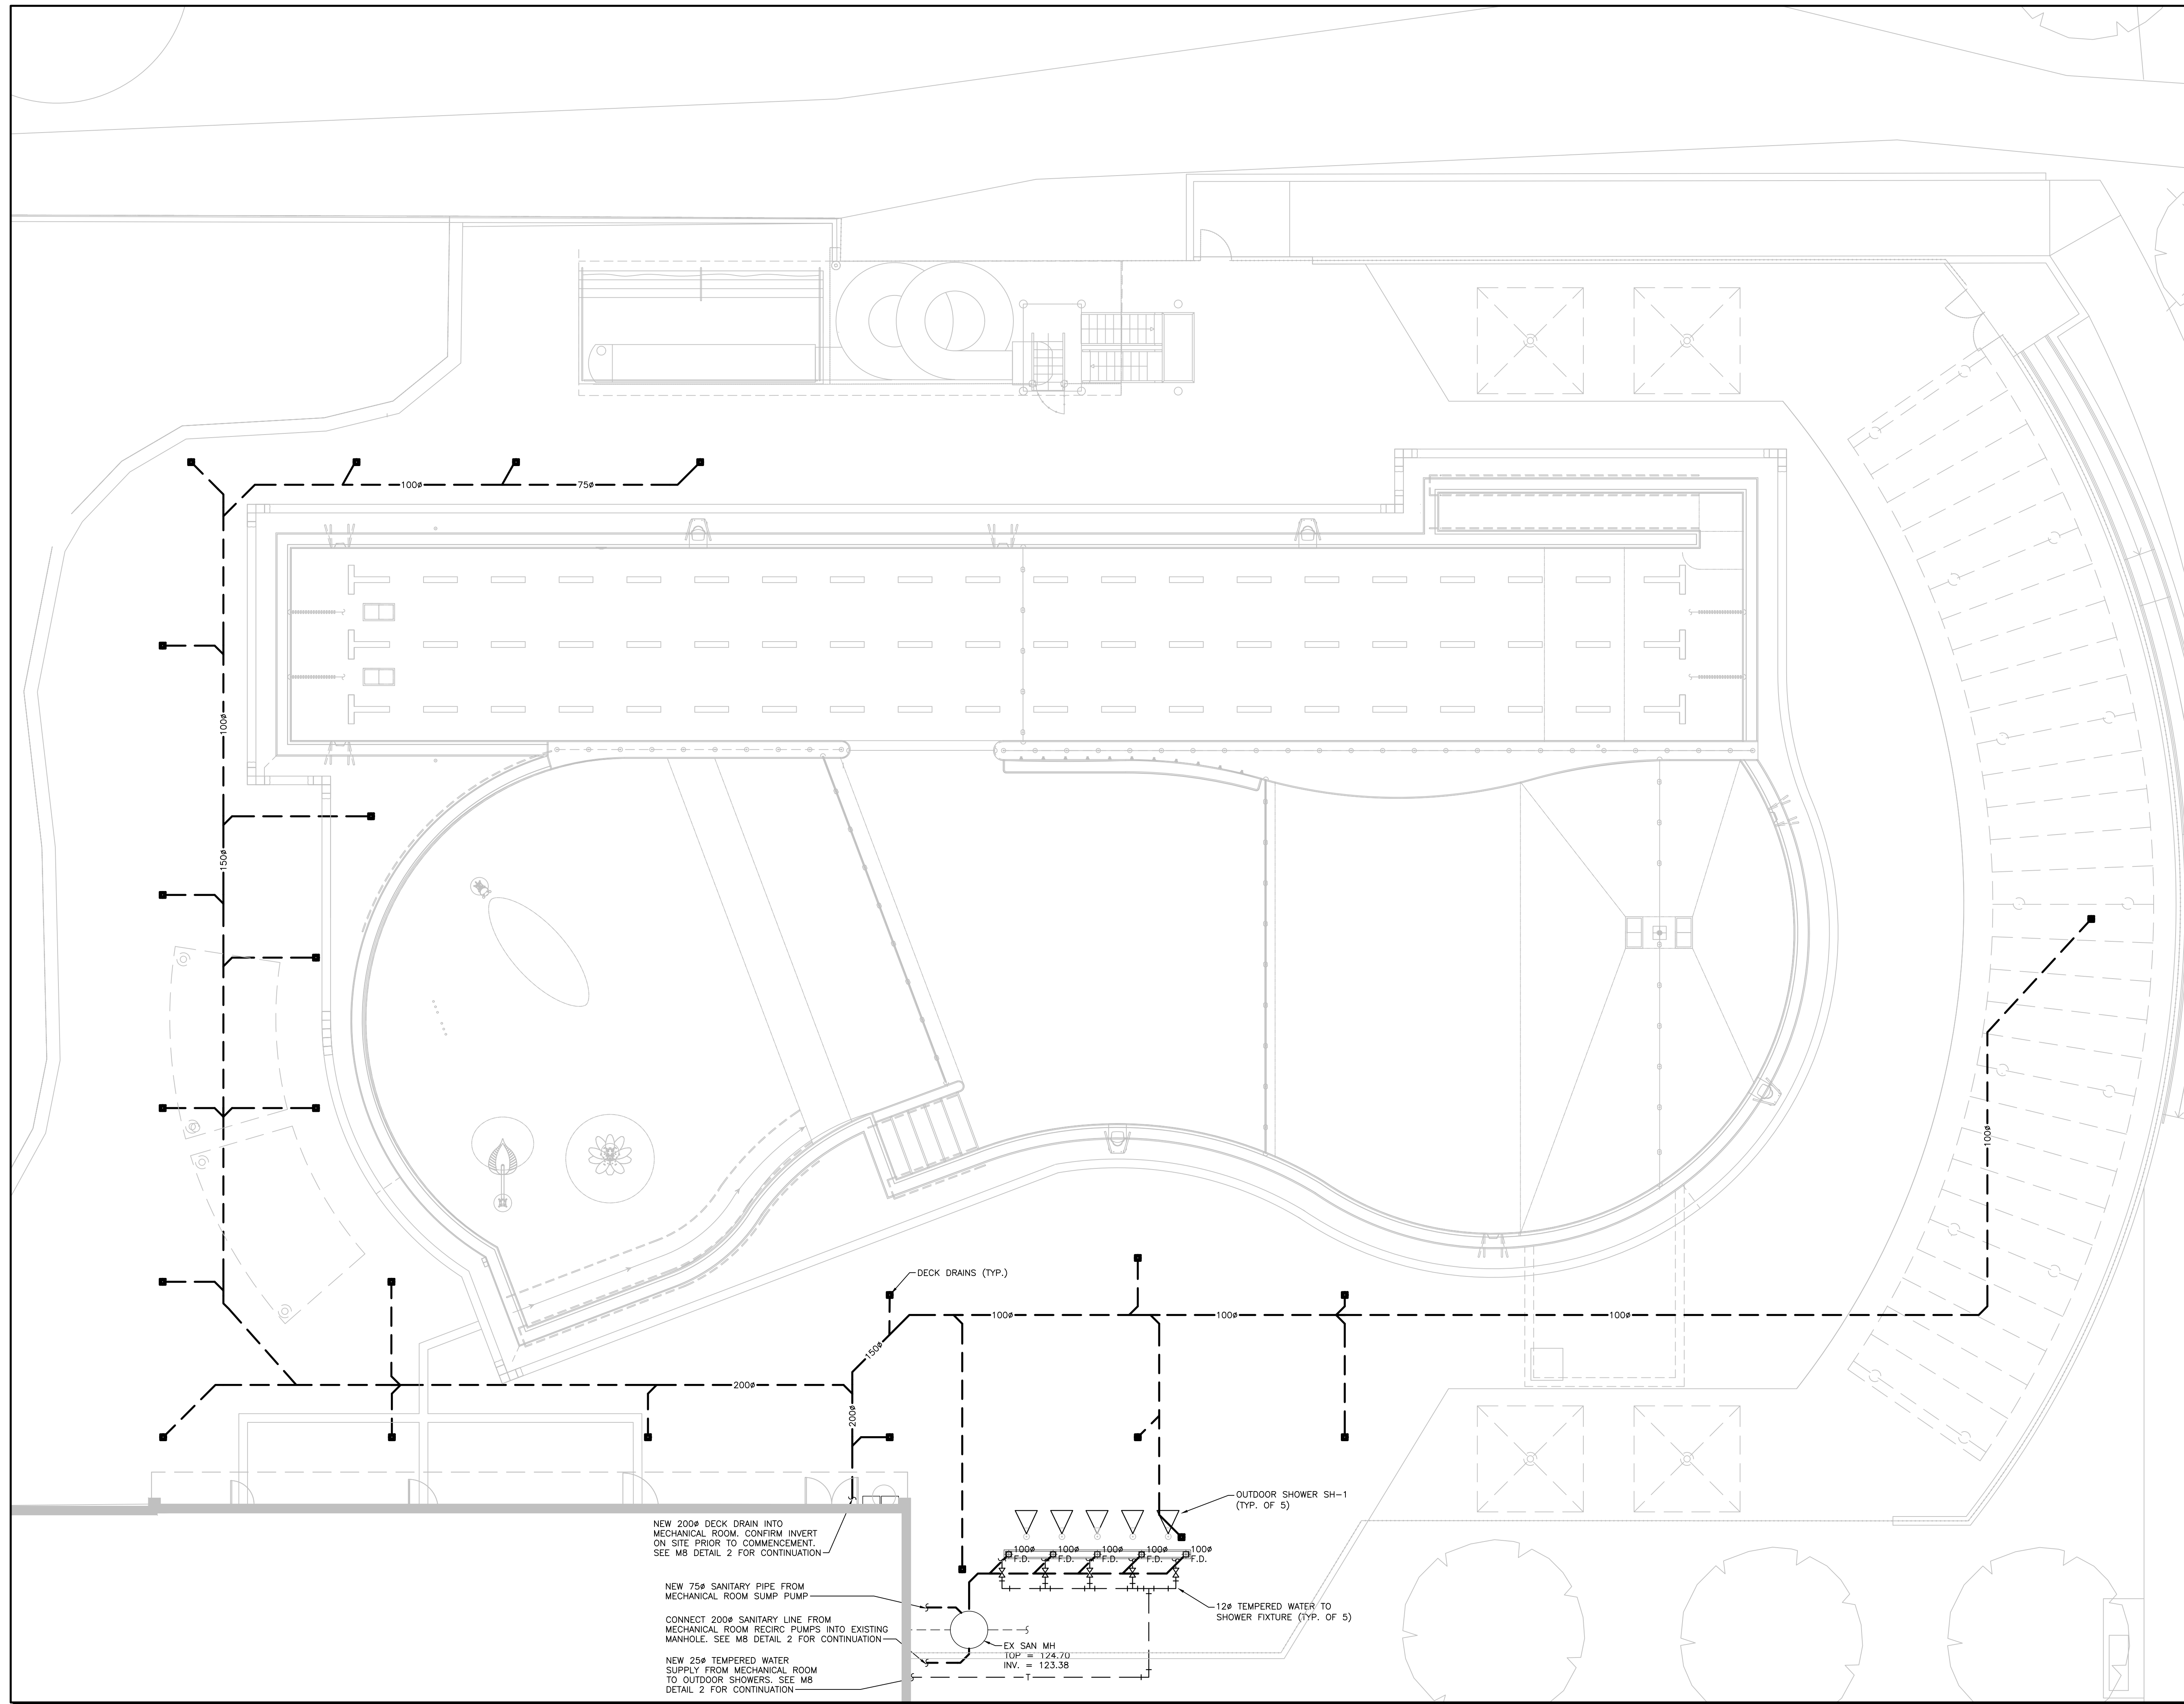 100ø
75ø
100ø
150ø
100ø
DECK DRAINS (TYP.)
100ø
100ø
100ø
150ø
200ø
200ø
OUTDOOR SHOWER SH-1
(TYP. OF 5)
NEW 200ø DECK DRAIN INTO
MECHANICAL ROOM. CONFIRM INVERT
ON SITE PRIOR TO COMMENCEMENT.
SEE M8 DETAIL 2 FOR CONTINUATION
100ø
F.D.
100ø
F.D.
100ø
F.D.
100ø
F.D.
100ø
F.D.
NEW 75ø SANITARY PIPE FROM
MECHANICAL ROOM SUMP PUMP
12ø TEMPERED WATER TO
SHOWER FIXTURE (TYP. OF 5)
CONNECT 200ø SANITARY LINE FROM
MECHANICAL ROOM RECIRC PUMPS INTO EXISTING
MANHOLE. SEE M8 DETAIL 2 FOR CONTINUATION
EX SAN MH
TOP = 124.70
INV. = 123.38
NEW 25ø TEMPERED WATER
SUPPLY FROM MECHANICAL ROOM
TO OUTDOOR SHOWERS. SEE M8
DETAIL 2 FOR CONTINUATION
T